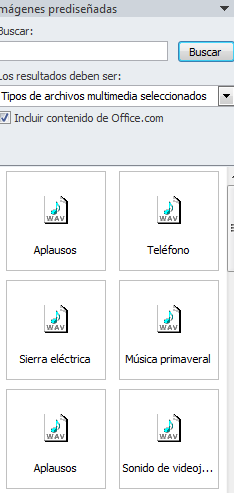 mágenes prediseñadas
Buscar:
Buscar
Los resultados deben ser:
Tipos de archivos multimedia seleccionados
Incluir contenido de Office.com
WAV
WAV
Aplausos
Teléfono
WAV
WAV
Sierra eléctrica
Música primaveral
WAV
WAV
Aplausos
Sonido de videoj...